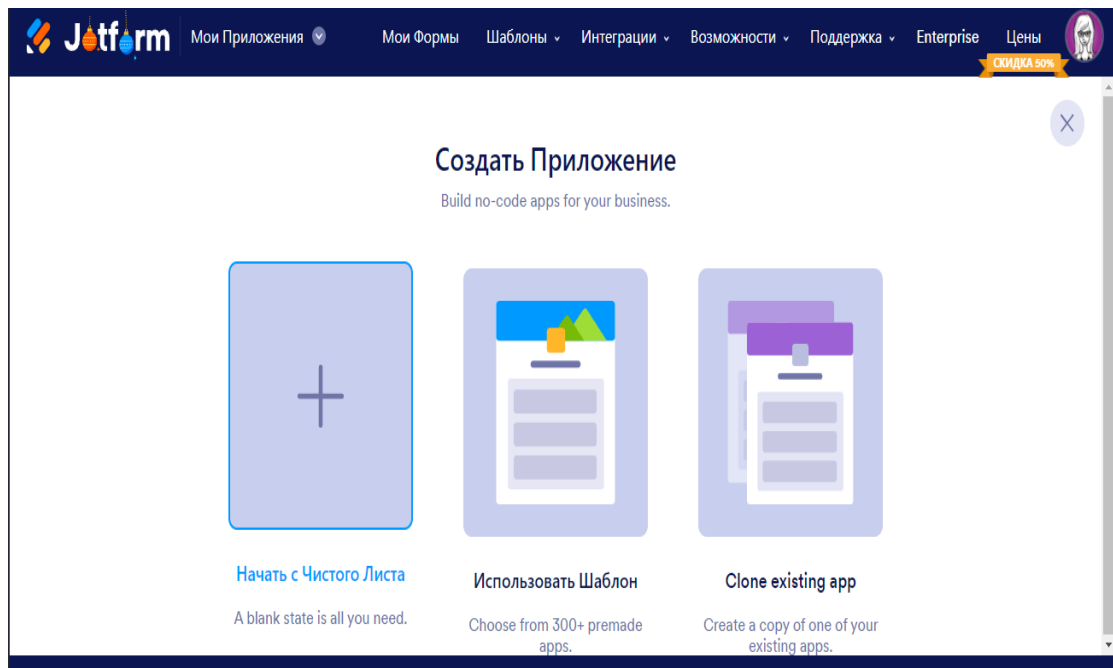 Jotform Мои Приложения Мои Формы Шаблоны Интеграции Возможности Поддержка Enterprise Цены
СКИДКА 50%
X
Создать Приложение
Build no-code apps for your business.
Начать с Чистого Листа
A blank state is all you need.
Использовать Шаблон
Choose from 300+ premade
apps.
Clone existing app
Create a copy of one of your
existing apps.